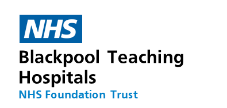 NHS
Blackpool Teaching
Hospitals
NHS Foundation Trust